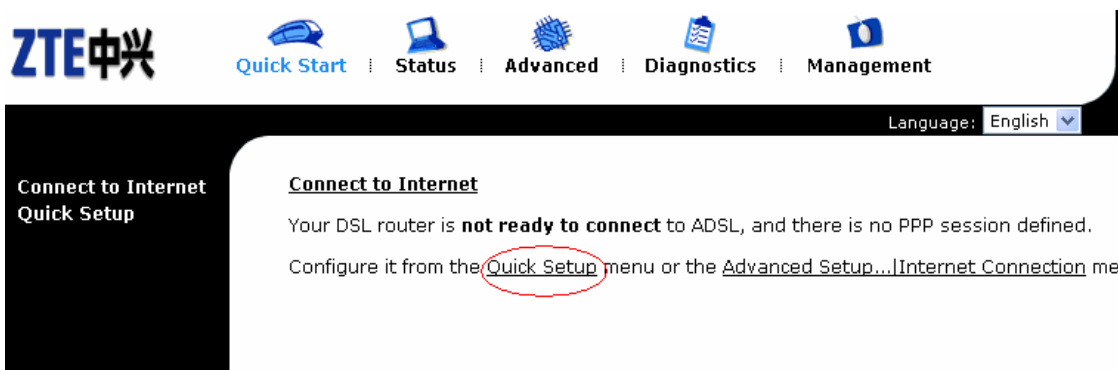 ZTE中兴
Quick Start | Status | Advanced | Diagnostics | Management
Language: English
Connect to Internet
Quick Setup
Connect to Internet
Your DSL router is not ready to connect to ADSL, and there is no PPP session defined.
Configure it from the Quick Setup menu or the Advanced Setup...|Internet Connection me